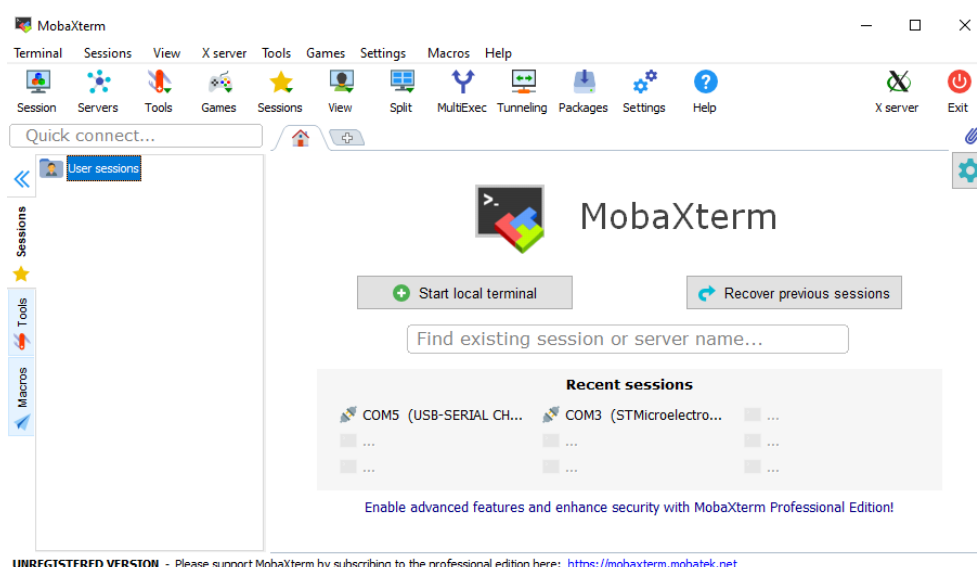 MobaXterm
Terminal Sessions View X server Tools Games Settings Macros Help
Session Servers Tools Games Sessions View Split MultiExec Tunneling Packages Settings Help X server Exit
Quick connect...
User sessions
Sessions
Tools
Macros
>_
MobaXterm
Start local terminal Recover previous sessions
Find existing session or server name...
Recent sessions
COM5 (USB-SERIAL CH... COM3 (STMicroelectro... ...
... ... ...
... ... ...
Enable advanced features and enhance security with MobaXterm Professional Edition!
UNREGISTERED VERSION - Please support MobaXterm by subscribing to the professional edition here: https://mobaxterm.mobatek.net